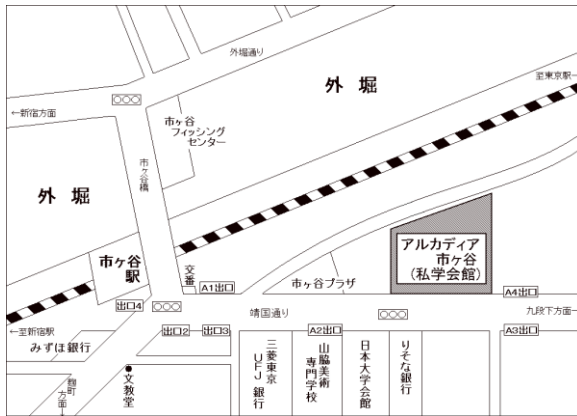 外堀通り
至東京駅→
外 堀
←新宿方面
市ヶ谷
フィッシング
センター
市ヶ谷橋
外 堀
アルカディア
市ヶ谷
(私学会館)
市ヶ谷
駅
交番
A1出口
市ヶ谷プラザ
A4出口
出口4
靖国通り
九段下方面→
←至新宿駅
出口2
出口3
A2出口
A3出口
みずほ銀行
三菱東京
UFJ銀行
山脇美術
専門学校
日本大学会館
りそな銀行
文教堂
麹町
方面